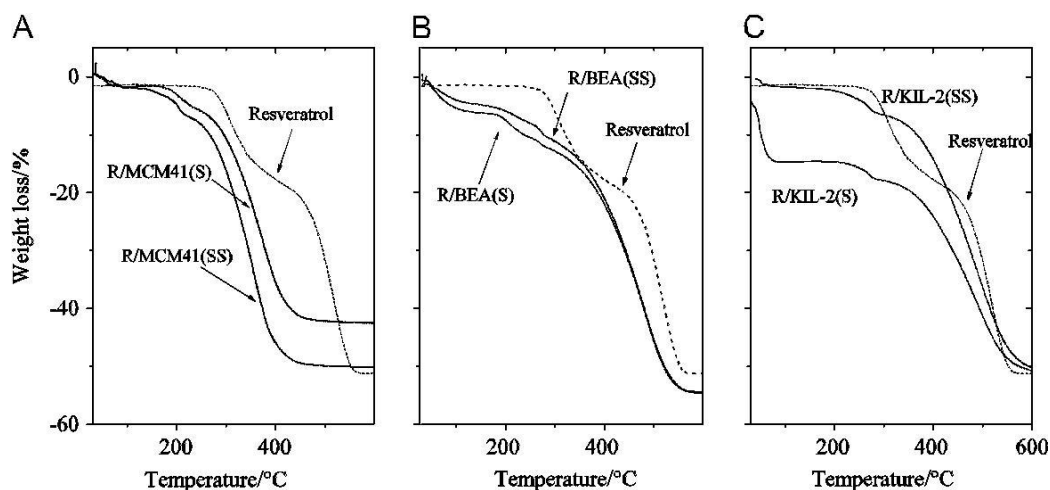 A
B
C
Weight loss/%
0
-20
-40
-60
Resveratrol
R/MCM41(S)
R/MCM41(SS)
200
400
Temperature/°C
R/BEA(SS)
Resveratrol
R/BEA(S)
200
400
Temperature/°C
R/KIL-2(SS)
Resveratrol
R/KIL-2(S)
200
400
600
Temperature/°C